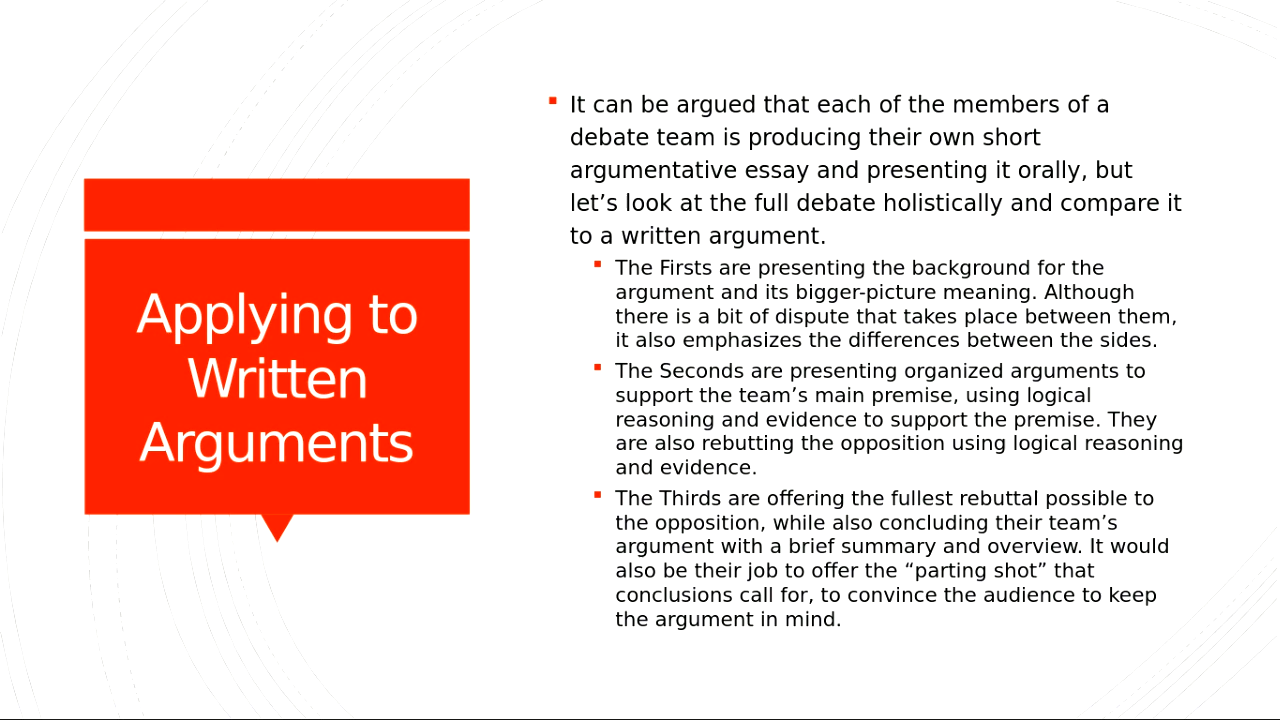 Applying to
Written
Arguments
It can be argued that each of the members of a
debate team is producing their own short
argumentative essay and presenting it orally, but
let’s look at the full debate holistically and compare it
to a written argument.
The Firsts are presenting the background for the
argument and its bigger-picture meaning. Although
there is a bit of dispute that takes place between them,
it also emphasizes the differences between the sides.
The Seconds are presenting organized arguments to
support the team’s main premise, using logical
reasoning and evidence to support the premise. They
are also rebutting the opposition using logical reasoning
and evidence.
The Thirds are offering the fullest rebuttal possible to
the opposition, while also concluding their team’s
argument with a brief summary and overview. It would
also be their job to offer the “parting shot” that
conclusions call for, to convince the audience to keep
the argument in mind.